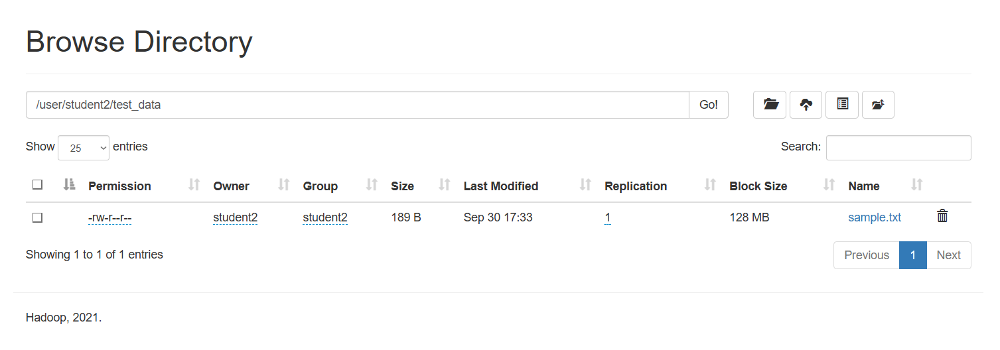 Browse Directory
/user/student2/test_data Go!
Show 25 entries Search:
Permission Owner Group Size Last Modified Replication Block Size Name
-rw-r--r-- student2 student2 189 B Sep 30 17:33 1 128 MB sample.txt
Showing 1 to 1 of 1 entries Previous 1 Next
Hadoop, 2021.